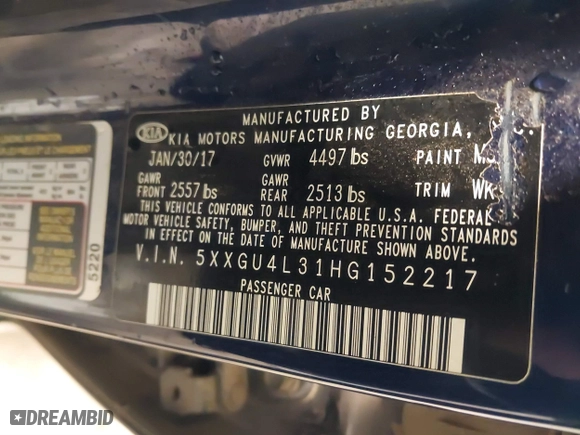 MANUFACTURED BY
KIA KIA MOTORS MANUFACTURING GEORGIA,
JAN/30/17 GVWR 4497 lbs PAINT
GAWR FRONT 2557 lbs GAWR REAR 2513 lbs TRIM WK
THIS VEHICLE CONFORMS TO ALL APPLICABLE U.S.A. FEDERAL
MOTOR VEHICLE SAFETY, BUMPER, AND THEFT PREVENTION STANDARDS
IN EFFECT ON THE DATE OF MANUFACTURE SHOWN ABOVE.
V.I.N. 5XXGU4L31HG152217
PASSENGER CAR
5220
DREAMBID